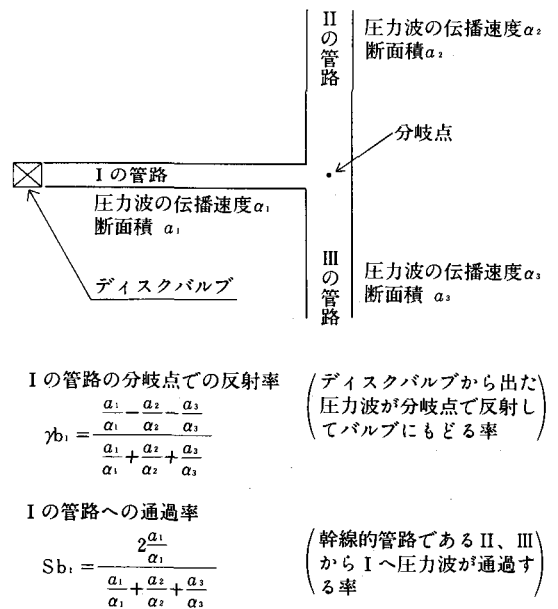 IIの管路
圧力波の伝播速度α₂
断面積a₂
分岐点
Iの管路
圧力波の伝播速度α₁
断面積 a₁
ディスクバルブ
IIIの管路
圧力波の伝播速度α₃
断面積 a₃
Iの管路の分岐点での反射率
γb₁ = (a₁/α₁ − a₂/α₂ − a₃/α₃) / (a₁/α₁ + a₂/α₂ + a₃/α₃)
(ディスクバルブから出た
圧力波が分岐点で反射し
てバルブにもどる率)
Iの管路への通過率
Sb₁ = (2 a₁/α₁) / (a₁/α₁ + a₂/α₂ + a₃/α₃)
(幹線的管路であるII、III
からIへ圧力波が通過す
る率)